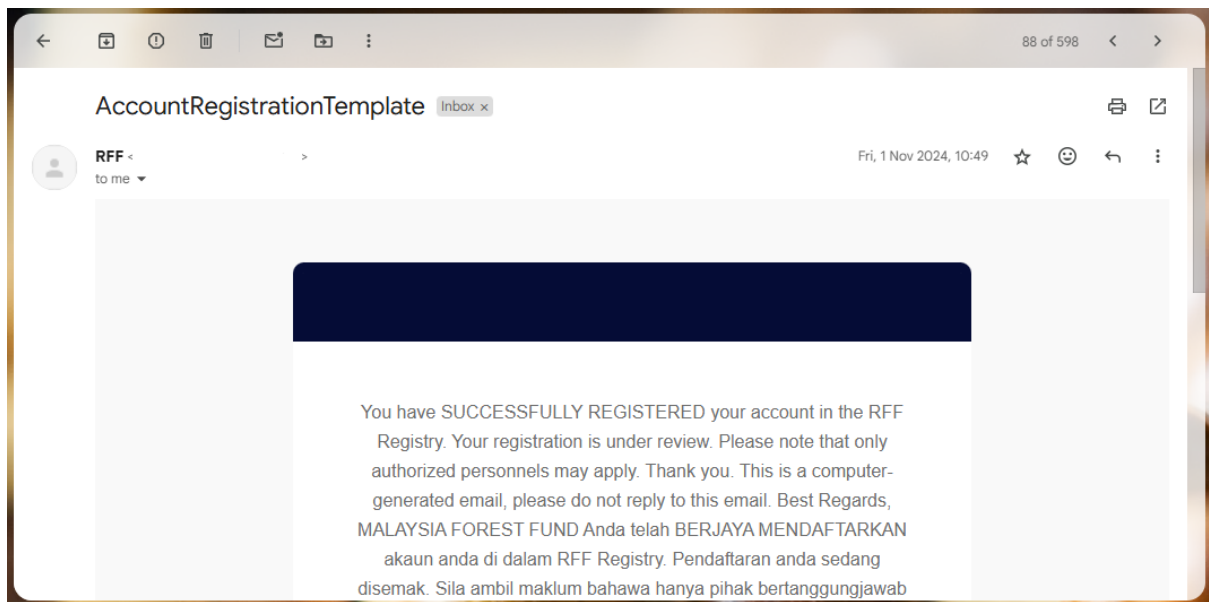 88 of 598
AccountRegistrationTemplate Inbox ×
RFF < >
Fri, 1 Nov 2024, 10:49
to me
You have SUCCESSFULLY REGISTERED your account in the RFF
Registry. Your registration is under review. Please note that only
authorized personnels may apply. Thank you. This is a computer-
generated email, please do not reply to this email. Best Regards,
MALAYSIA FOREST FUND Anda telah BERJAYA MENDAFTARKAN
akaun anda di dalam RFF Registry. Pendaftaran anda sedang
disemak. Sila ambil maklum bahawa hanya pihak bertanggungjawab